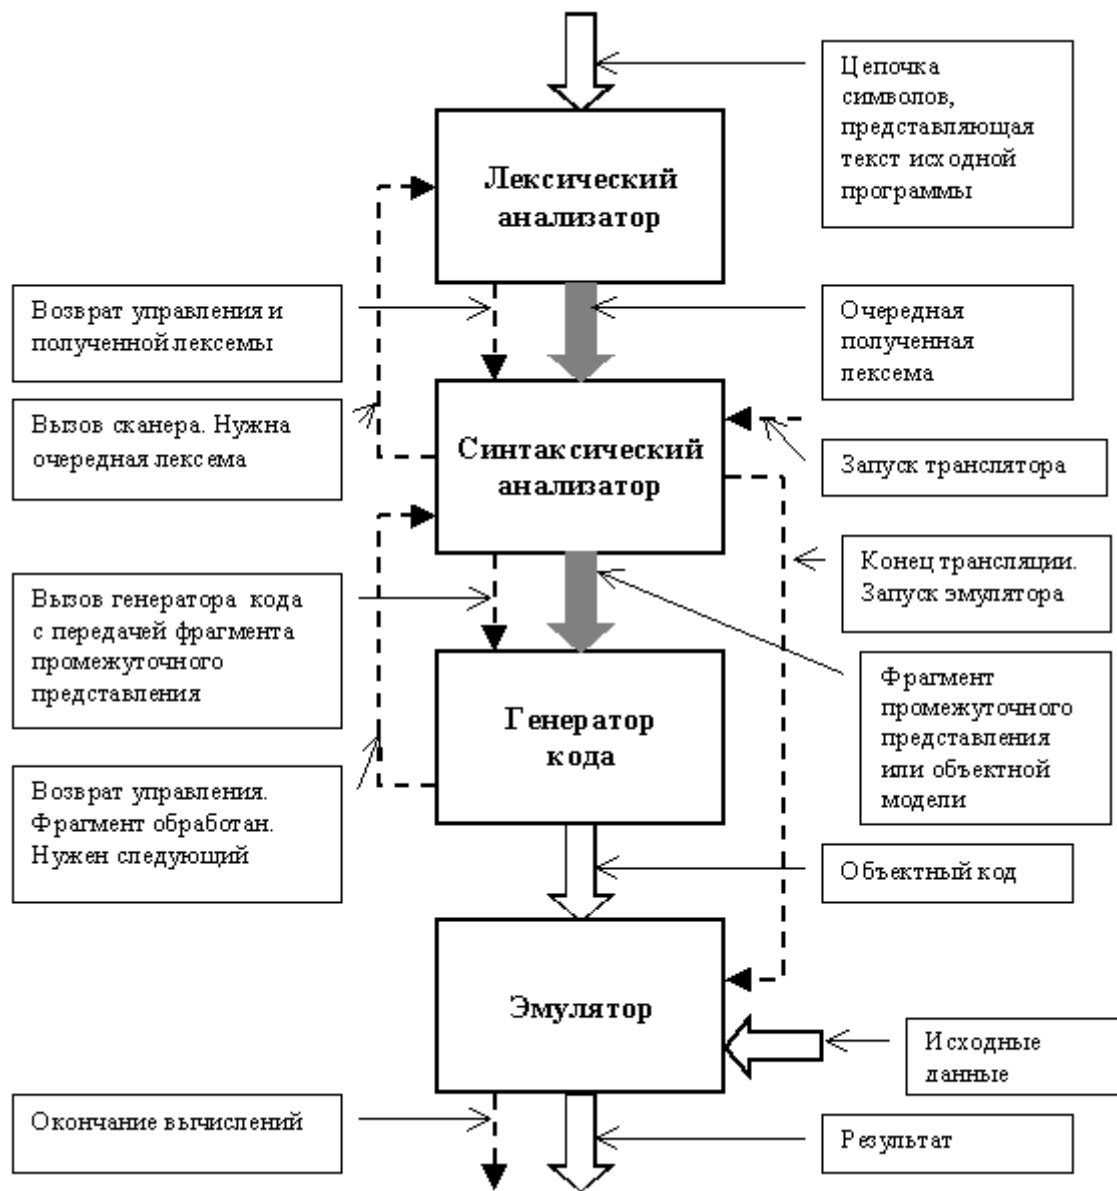 Цепочка
символов,
представляющая
текст исходной
программы
Лексический
анализатор
Возврат управления и
полученной лексемы
Очередная
полученная
лексема
Вызов сканера. Нужна
очередная лексема
Синтаксический
анализатор
Запуск транслятора
Конец трансляции.
Запуск эмулятора
Вызов генератора кода
с передачей фрагмента
промежуточного
представления
Фрагмент
промежуточного
представления
или объектной
модели
Генератор
кода
Возврат управления.
Фрагмент обработан.
Нужен следующий
Объектный код
Эмулятор
Исходные
данные
Окончание вычислений
Результат